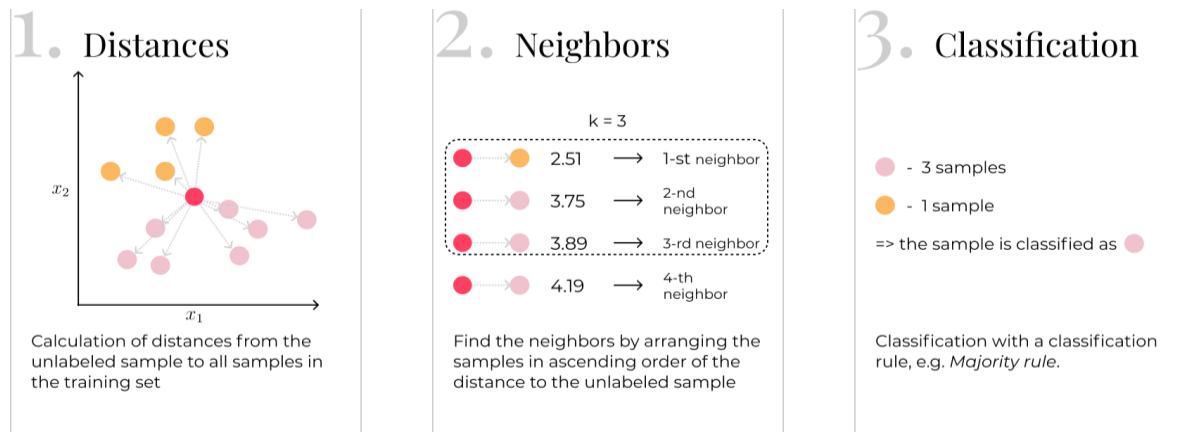 1. Distances
x2
x1
Calculation of distances from the
unlabeled sample to all samples in
the training set
2. Neighbors
k = 3
2.51 → 1-st neighbor
3.75 → 2-nd
neighbor
3.89 → 3-rd neighbor
4.19 → 4-th
neighbor
Find the neighbors by arranging the
samples in ascending order of the
distance to the unlabeled sample
3. Classification
- 3 samples
- 1 sample
=> the sample is classified as
Classification with a classification
rule, e.g. Majority rule.